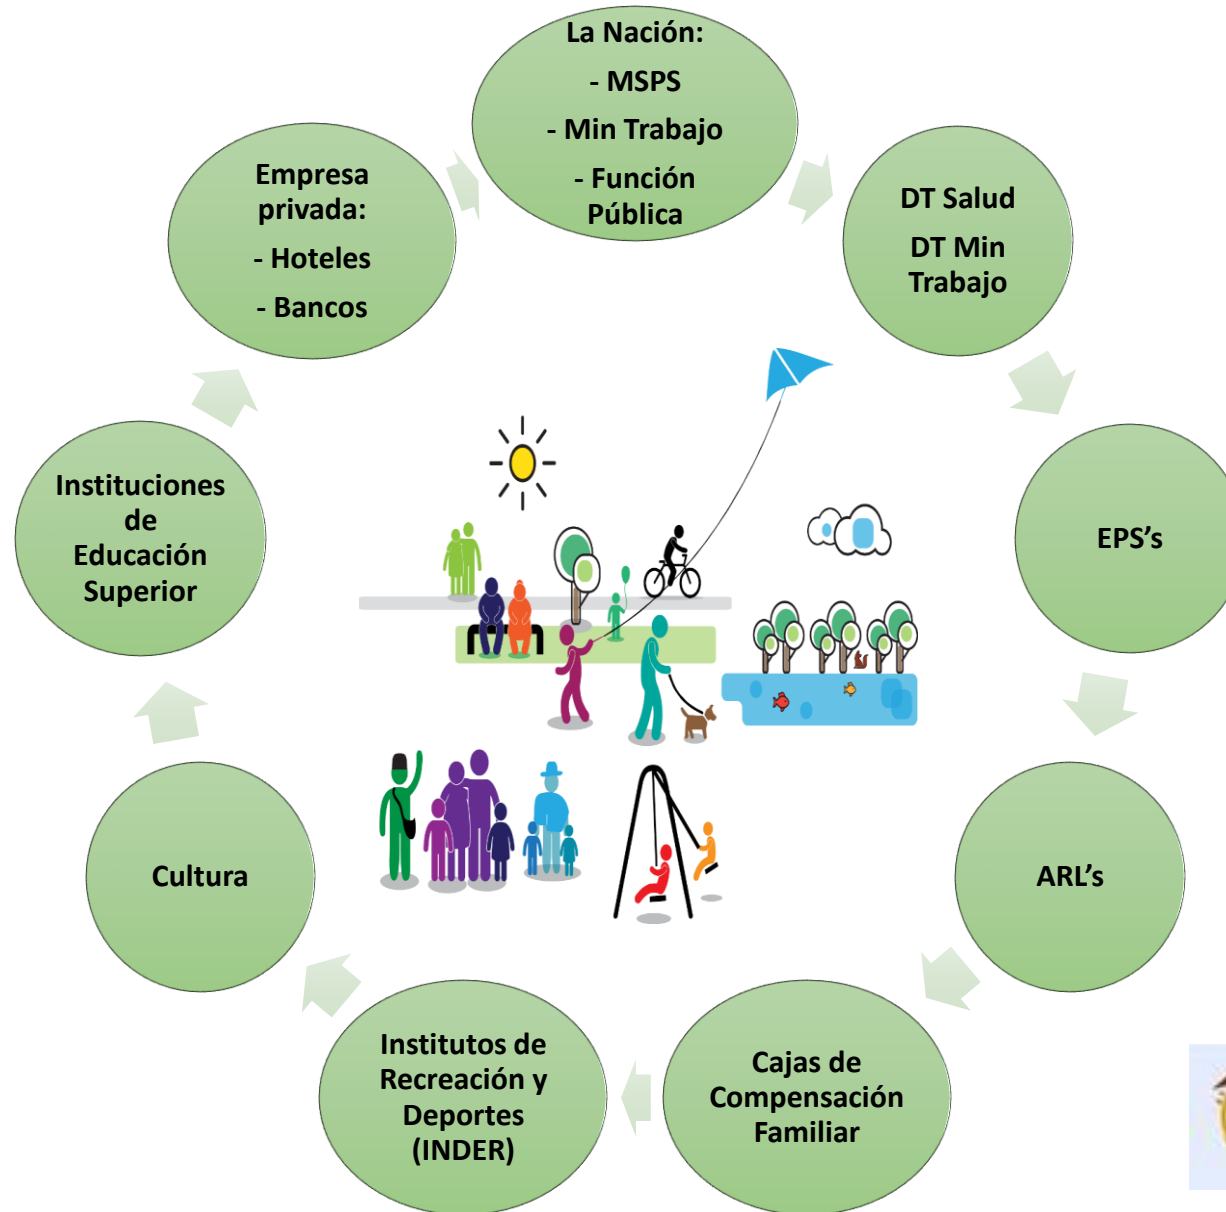 La Nación:
- MSPS
- Min Trabajo
- Función
Pública
DT Salud
DT Min
Trabajo
EPS’s
ARL’s
Cajas de
Compensación
Familiar
Institutos de
Recreación y
Deportes
(INDER)
Cultura
Instituciones
de
Educación
Superior
Empresa
privada:
- Hoteles
- Bancos